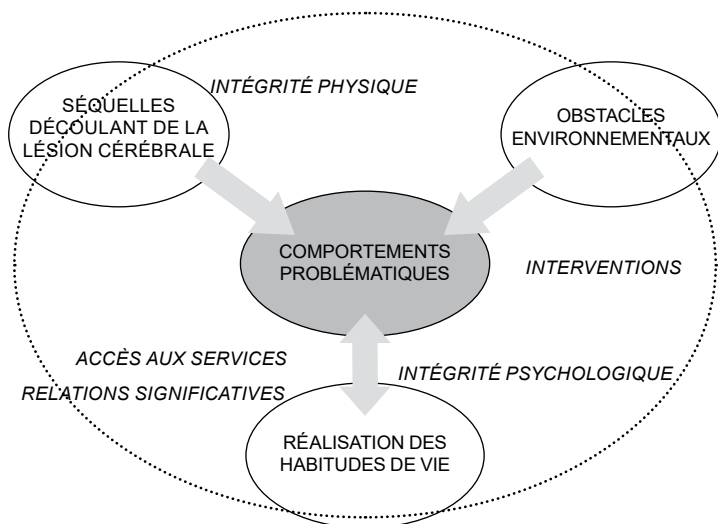 INTÉGRITÉ PHYSIQUE
SÉQUELLES
DÉCOULANT DE LA
LÉSION CÉRÉBRALE
OBSTACLES
ENVIRONNEMENTAUX
COMPORTEMENTS
PROBLÉMATIQUES
INTERVENTIONS
ACCÈS AUX SERVICES
RELATIONS SIGNIFICATIVES
INTÉGRITÉ PSYCHOLOGIQUE
RÉALISATION DES
HABITUDES DE VIE